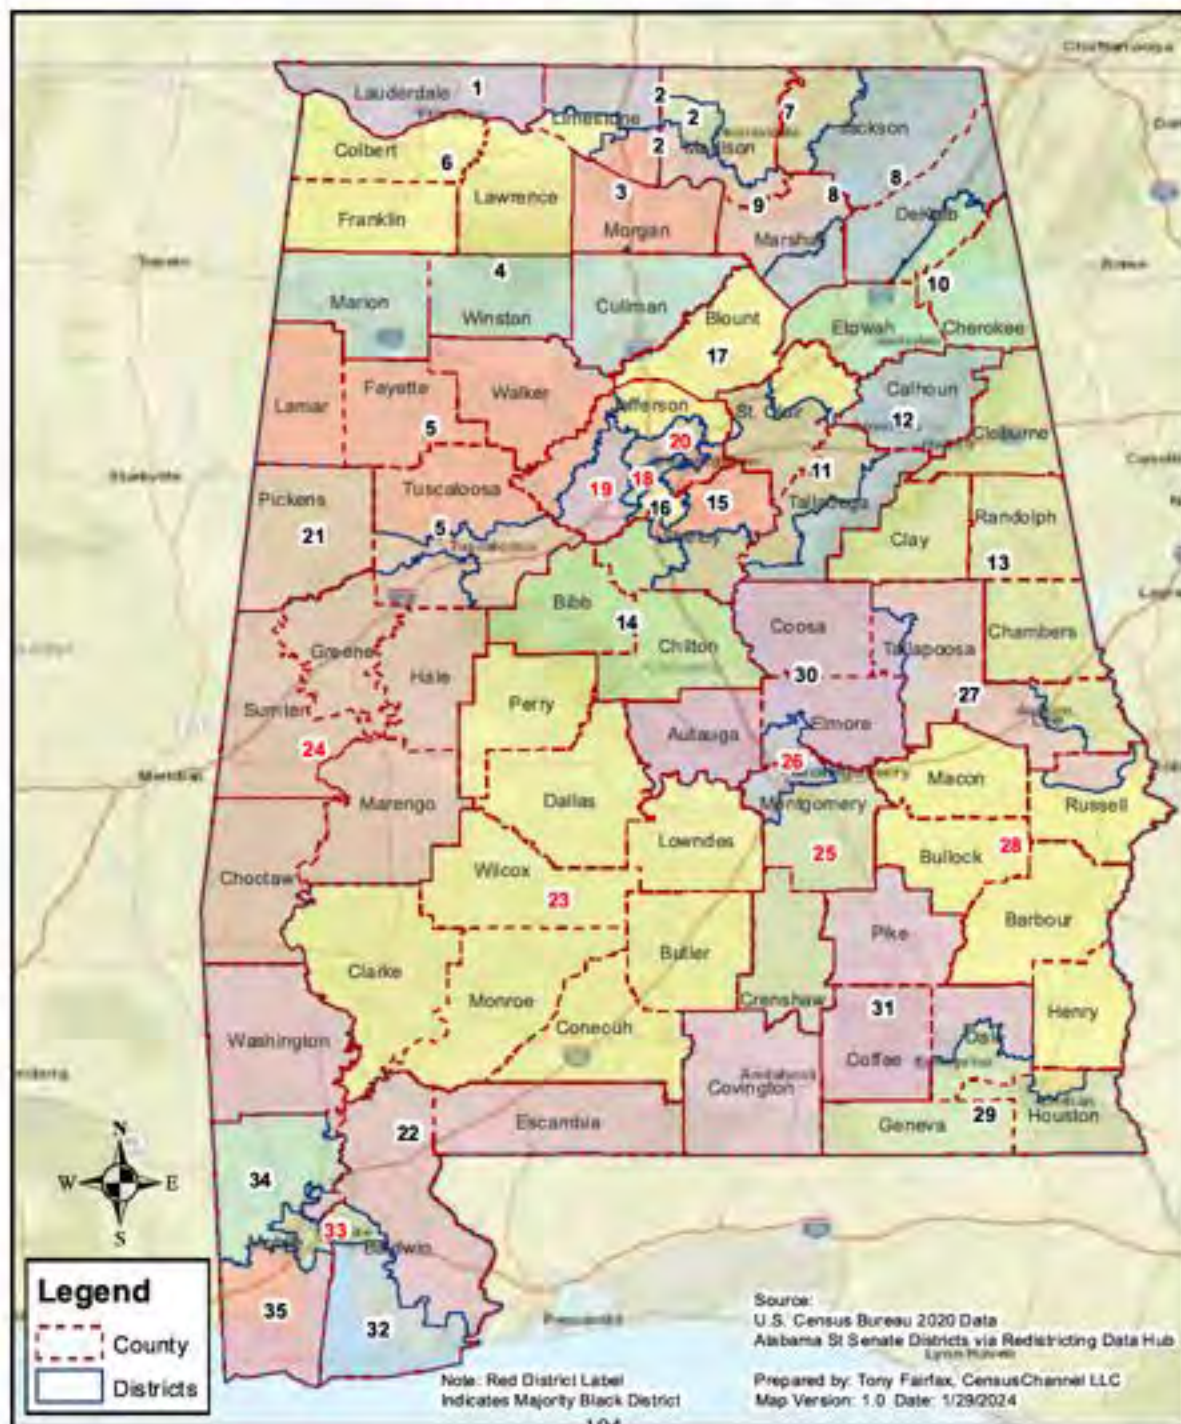 Chattanooga
Lauderdale
1
2
7
Limestone
2
Jackson
Colbert
6
2
Madison
8
Lawrence
3
9
8
Franklin
Morgan
Marshall
DeKalb
4
10
Marion
Winston
Cullman
Blount
Etowah
Cherokee
17
Fayette
Walker
Jefferson
St. Clair
Calhoun
Lamar
5
20
12
Cleburne
Tuscaloosa
19
18
11
Pickens
16
15
Talladega
Randolph
21
5
Clay
13
Bibb
14
Coosa
Chambers
Greene
Hale
Chilton
Tallapoosa
Sumter
Perry
30
27
24
Autauga
Elmore
Meridian
26
Macon
Marengo
Dallas
Montgomery
Russell
Lowndes
25
28
Choctaw
Wilcox
Bullock
23
Barbour
Clarke
Butler
Pike
Monroe
Crenshaw
31
Henry
Washington
Conecuh
Coffee
Dale
Covington
22
Escambia
Geneva
29
Houston
N
W
E
S
34
33
Baldwin
35
32
Legend
County
Districts
Note: Red District Label
Indicates Majority Black District
Source:
U.S. Census Bureau 2020 Data
Alabama St Senate Districts via Redistricting Data Hub
Lynn Haven
Prepared by: Tony Fairfax, CensusChannel LLC
Map Version: 1.0 Date: 1/29/2024